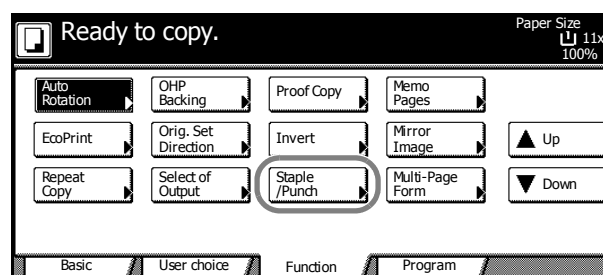 Ready to copy.
Paper Size
11x
100%
Auto
Rotation
OHP
Backing
Proof Copy
Memo
Pages
EcoPrint
Orig. Set
Direction
Invert
Mirror
Image
Up
Repeat
Copy
Select of
Output
Staple
/Punch
Multi-Page
Form
Down
Basic
User choice
Function
Program